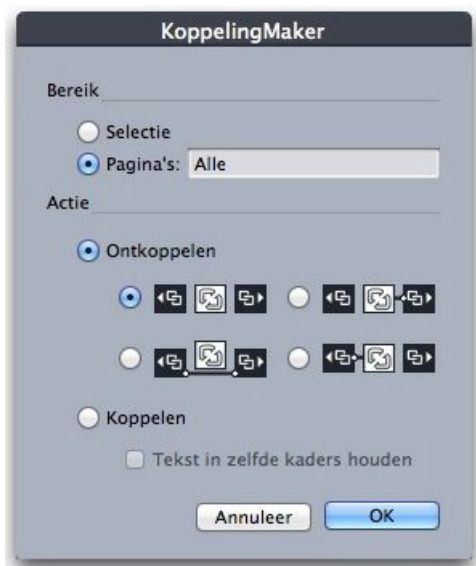 KoppelingMaker
Bereik
Selectie
Pagina's: Alle
Actie
Ontkoppelen
Koppelen
Tekst in zelfde kaders houden
Annuleer OK